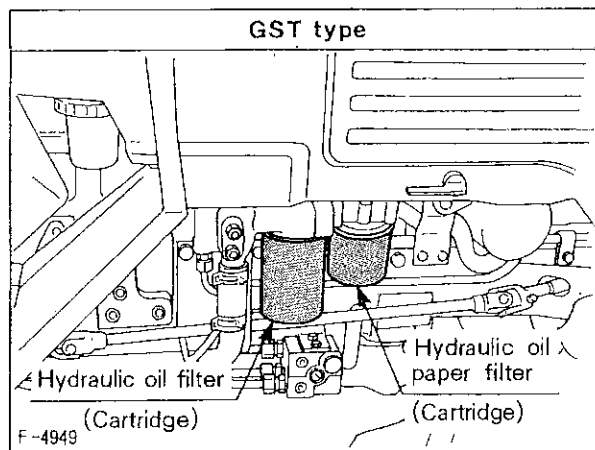 GST type
Hydraulic oil filter
(Cartridge)
Hydraulic oil
paper filter
(Cartridge)
F-4949